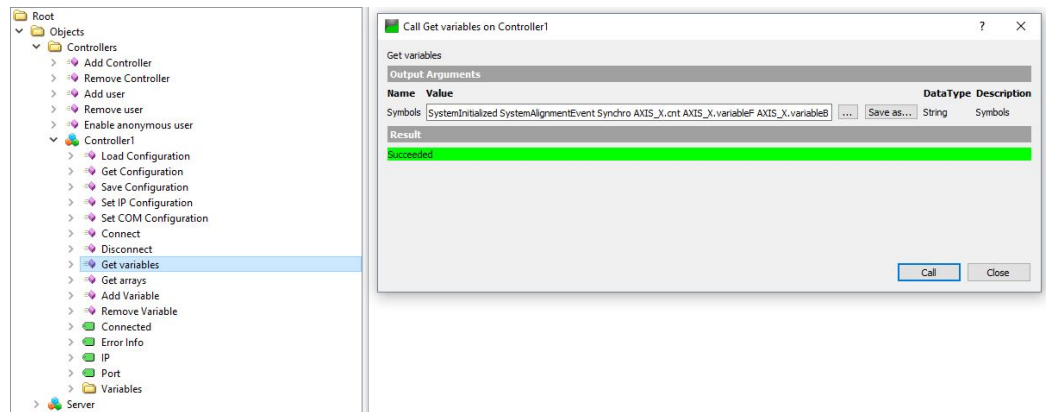 Root
Objects
Controllers
Add Controller
Remove Controller
Add user
Remove user
Enable anonymous user
Controller1
Load Configuration
Get Configuration
Save Configuration
Set IP Configuration
Set COM Configuration
Connect
Disconnect
Get variables
Get arrays
Add Variable
Remove Variable
Connected
Error Info
IP
Port
Variables
Server
Call Get variables on Controller1
Get variables
Output Arguments
Name Value DataType Description
Symbols SystemInitialized SystemAlignmentEvent Synchro AXIS_X.cnt AXIS_X.variableF AXIS_X.variableB ... Save as... String Symbols
Result
Succeeded
Call Close